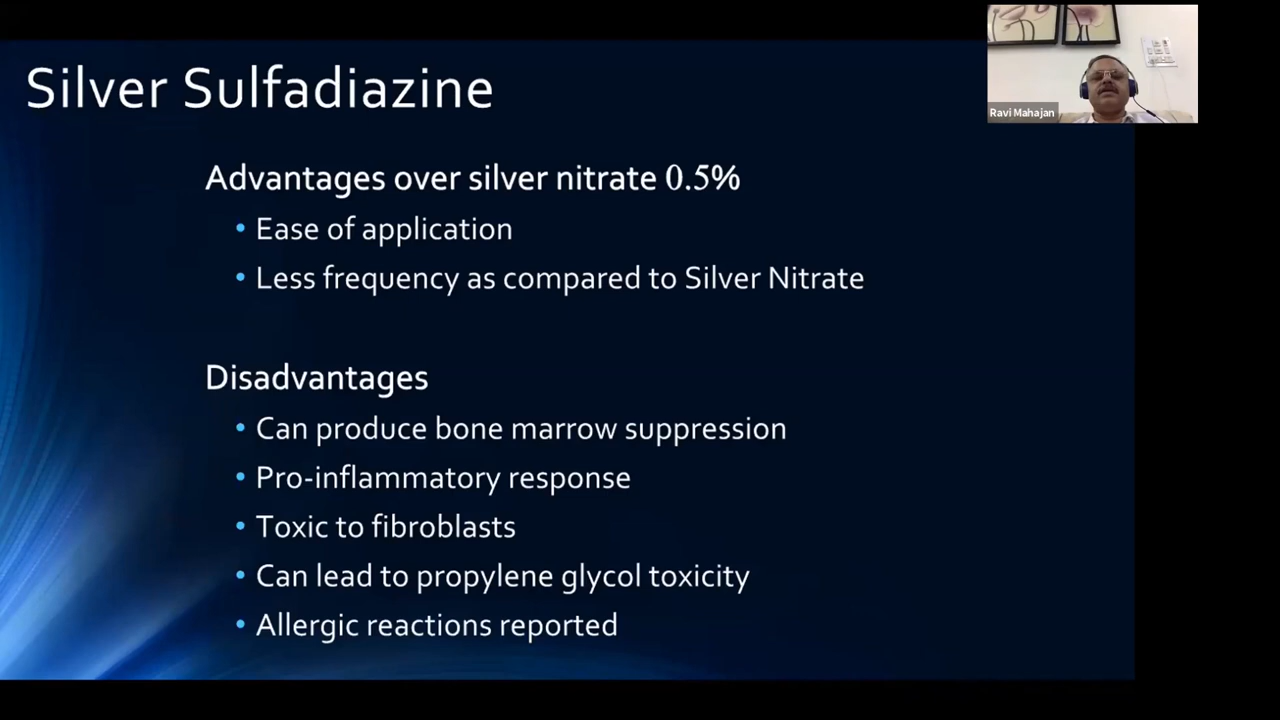 Silver Sulfadiazine
Ravi Mahajan
Advantages over silver nitrate 0.5%
• Ease of application
• Less frequency as compared to Silver Nitrate
Disadvantages
• Can produce bone marrow suppression
• Pro-inflammatory response
• Toxic to fibroblasts
• Can lead to propylene glycol toxicity
• Allergic reactions reported